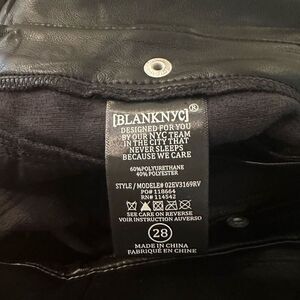 [BLANKNYC]®
DESIGNED FOR YOU
BY OUR NYC TEAM
IN THE CITY THAT
NEVER SLEEPS
BECAUSE WE CARE
60%POLYURETHANE
40%POLYESTER
STYLE / MODEL# 02EV3169RV
PO# 118664
RN# 114542
SEE CARE ON REVERSE
VOIR INSTRUCTION AUVERSO
28
MADE IN CHINA
FABRIQUÉ EN CHINE